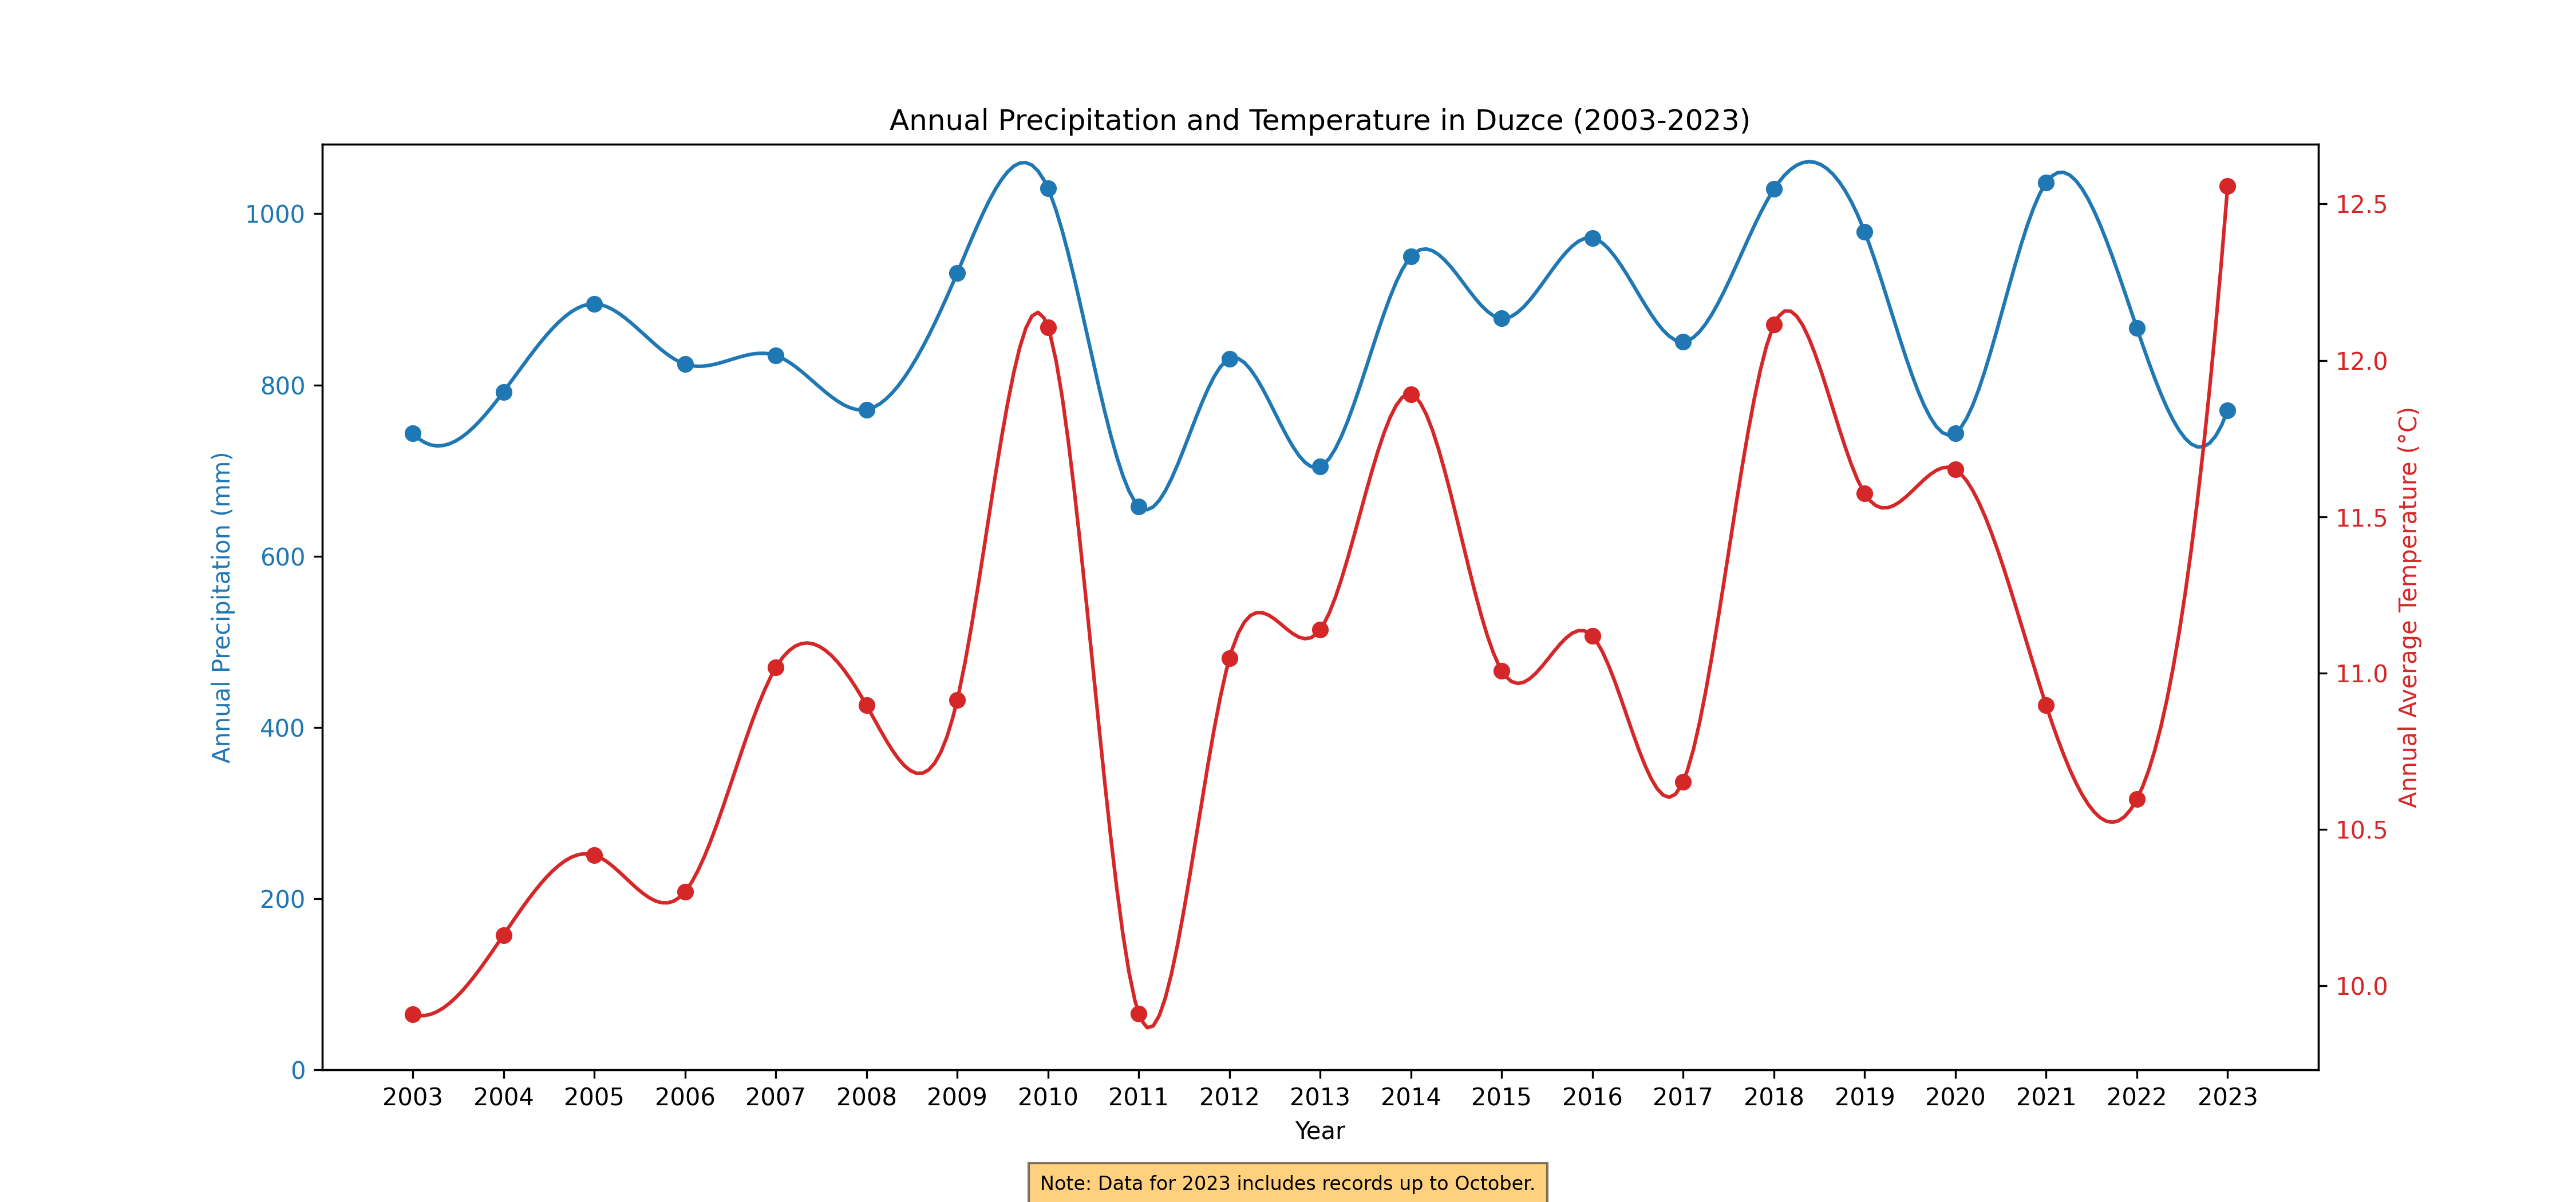 Annual Precipitation and Temperature in Duzce (2003-2023)
Annual Precipitation (mm)
1000
800
600
400
200
0
12.5
12.0
11.5
11.0
10.5
10.0
Annual Average Temperature (°C)
2003 2004 2005 2006 2007 2008 2009 2010 2011 2012 2013 2014 2015 2016 2017 2018 2019 2020 2021 2022 2023
Year
Note: Data for 2023 includes records up to October.